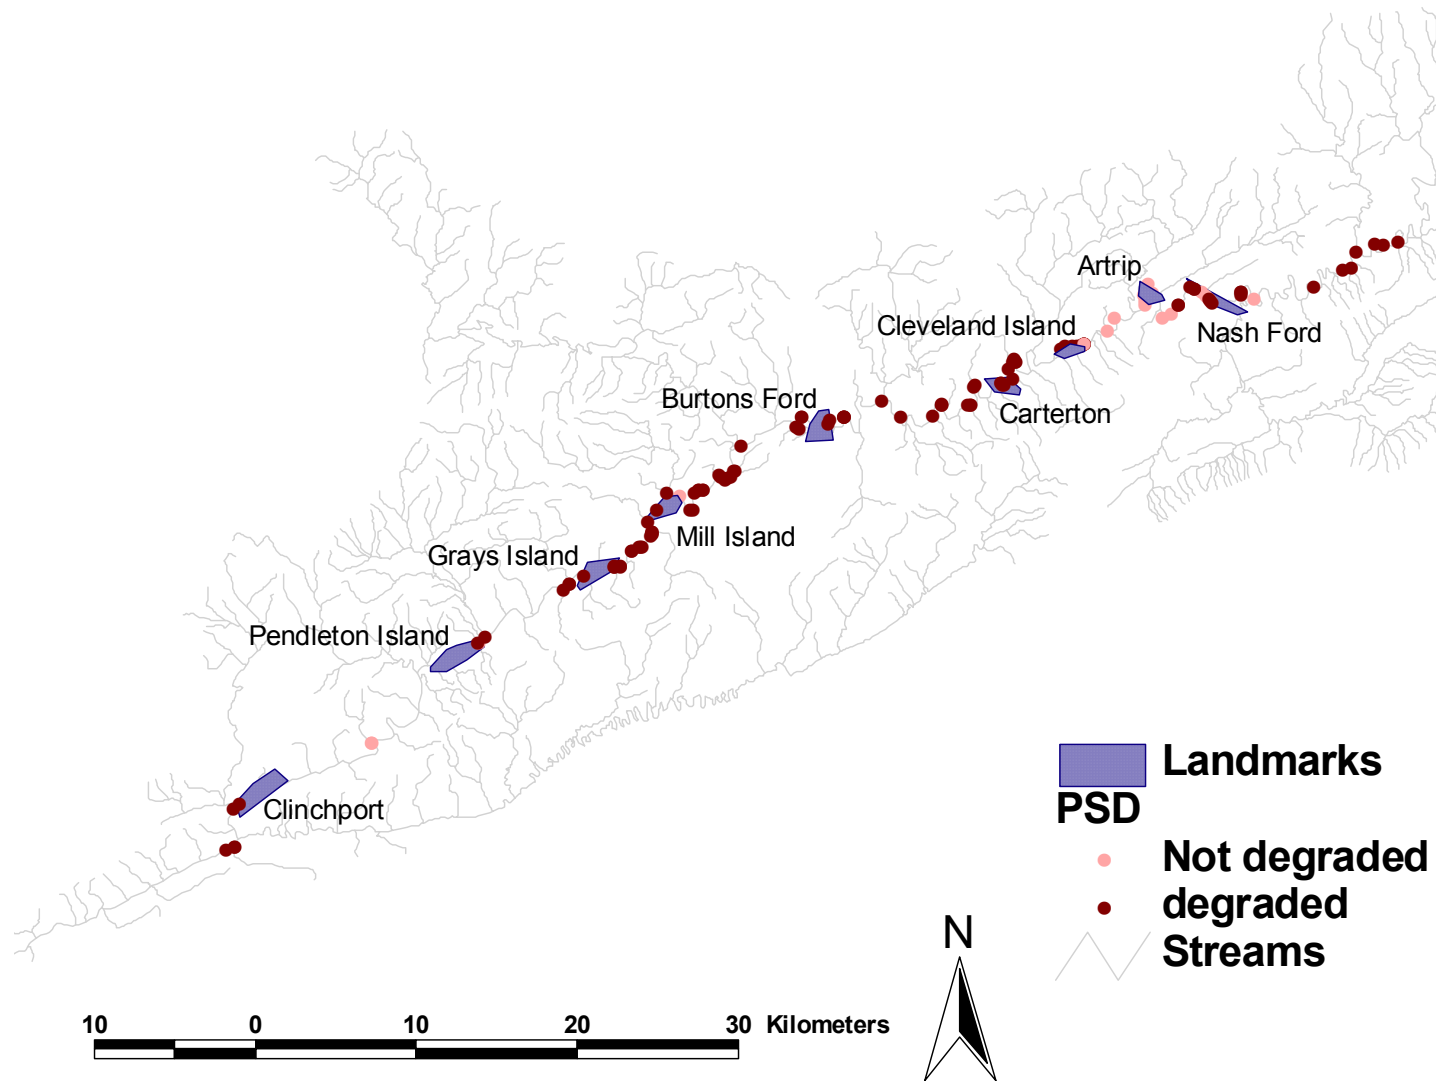 Artrip
Cleveland Island
Nash Ford
Burtons Ford
Carterton
Mill Island
Grays Island
Pendleton Island
Clinchport
Landmarks
PSD
Not degraded
degraded
Streams
N
10 0 10 20 30 Kilometers